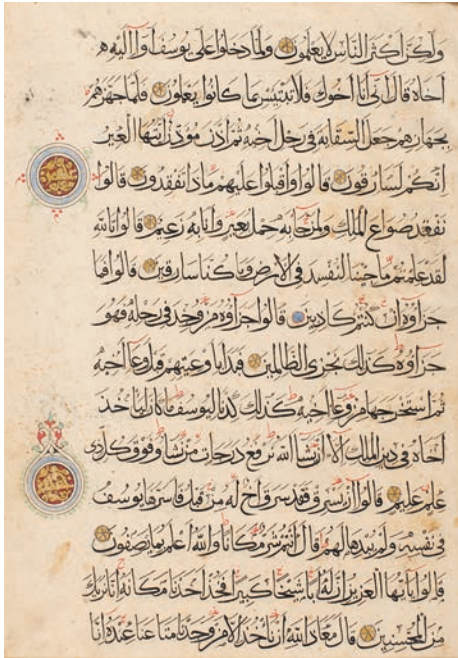 ولكن أكثر الناس لا يعلمون ولما دخلوا على يوسف آوا إليه
أخاه قال إني أنا أخوك فلا تبتئس بما كانوا يعملون فلما جهزهم
بجهازهم جعل السقاية في رحل أخيه ثم أذن مؤذن أيتها العير
إنكم لسارقون قالوا وأقبلوا عليهم ماذا تفقدون قالوا
نفقد صواع الملك ولمن جا به حمل بعير وأنا به زعيم قالوا تالله
لقد علمتم ما جئنا لنفسد في الأرض وما كنا سارقين قالوا فما
جزاؤه إن كنتم كاذبين قالوا جزاؤه من وجد في رحله فهو
جزاؤه كذلك نجزي الظالمين فبدأ بأوعيتهم قبل وعا أخيه
ثم استخرجها من وعا أخيه كذلك كدنا ليوسف ما كان ليأخذ
أخاه في دين الملك إلا أن يشا الله نرفع درجات من نشا وفوق كل ذي
علم عليم قالوا إن يسرق فقد سرق أخ له من قبل فأسرها يوسف
في نفسه ولم يبدها لهم قال أنتم شر مكانا والله أعلم بما تصفون
قالوا يا أيها العزيز إن له أبا شيخا كبيرا فخذ أحدنا مكانه إنا نريك
من المحسنين قال معاذ الله أن نأخذ إلا من وجدنا متاعنا عنده إنا